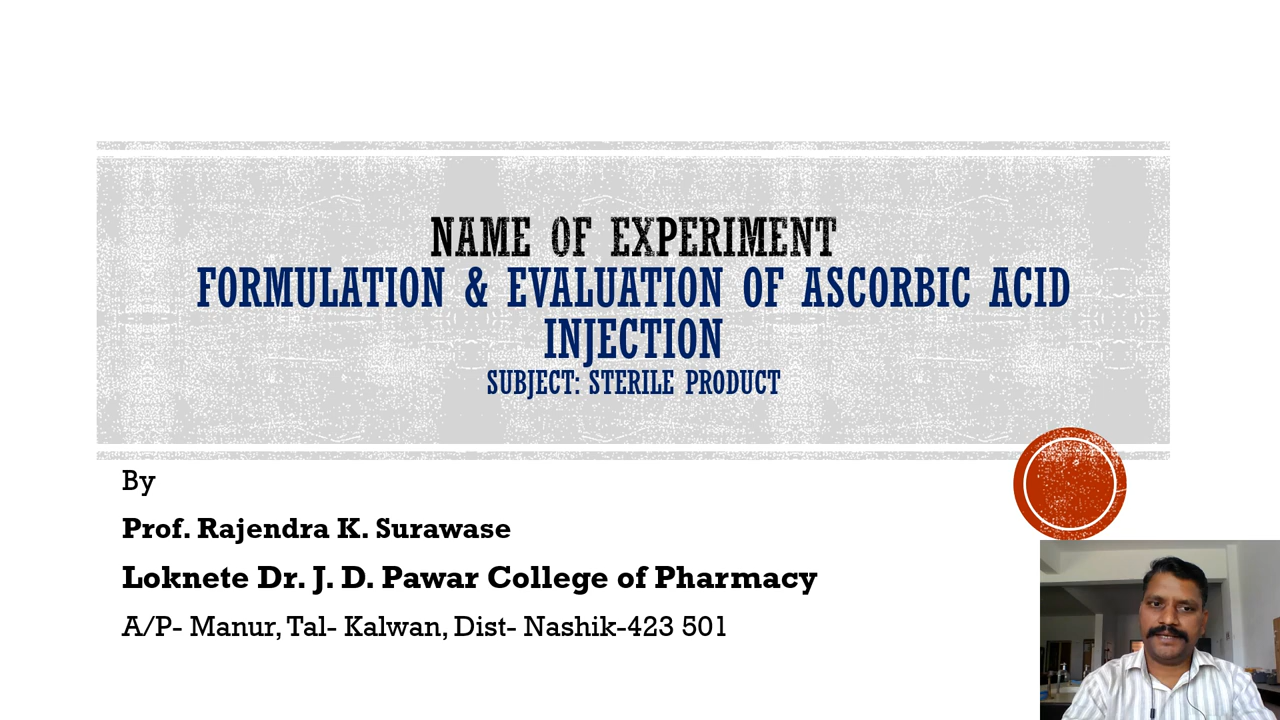 NAME OF EXPERIMENT
FORMULATION & EVALUATION OF ASCORBIC ACID
INJECTION
SUBJECT: STERILE PRODUCT
By
Prof. Rajendra K. Surawase
Loknete Dr. J. D. Pawar College of Pharmacy
A/P- Manur, Tal- Kalwan, Dist- Nashik-423 501